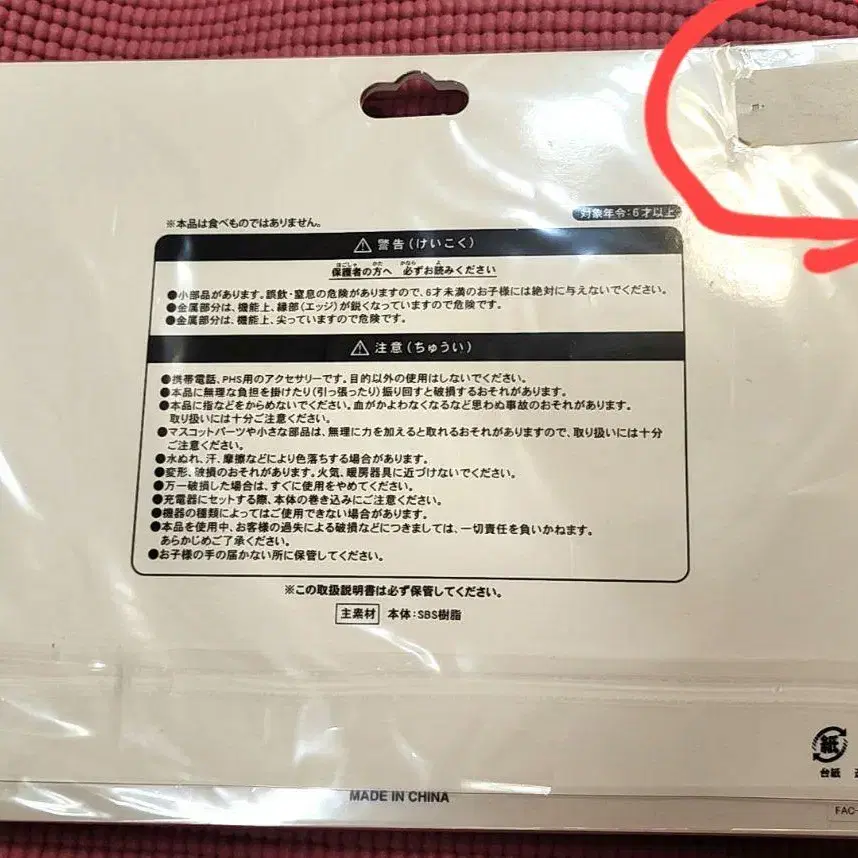 ※本品は食べものではありません。
対象年令:6才以上
⚠ 警告(けいこく)
保護者の方へ 必ずお読みください
●小部品があります。誤飲・窒息の危険がありますので、6才未満のお子様には絶対に与えないでください。
●金属部分は、機能上、縁部(エッジ)が鋭くなっていますので危険です。
●金属部分は、機能上、尖っていますので危険です。
⚠ 注意(ちゅうい)
●携帯電話、PHS用のアクセサリーです。目的以外の使用はしないでください。
●本品に無理な負担を掛けたり(引っ張ったり)振り回すと破損するおそれがあります。
●本品に指などをからめないでください。血がかよわなくなるなど思わぬ事故のおそれがあります。
取り扱いには十分ご注意ください。
●マスコットパーツや小さな部品は、無理に力を加えると取れるおそれがありますので、取り扱いには十分
ご注意ください。
●水ぬれ、汗、摩擦などにより色落ちする場合があります。
●変形、破損のおそれがあります。火気、暖房器具に近づけないでください。
●万一破損した場合は、すぐに使用をやめてください。
●充電器にセットする際、本体の巻き込みにご注意ください。
●機器の種類によってはご使用できない場合があります。
●本品を使用中、お客様の過失による破損などにつきましては、一切責任を負いかねます。
あらかじめご了承ください。
●お子様の手の届かない所に保管してください。
※この取扱説明書は必ず保管してください。
主素材 本体:SBS樹脂
紙
台紙
MADE IN CHINA
FAC-